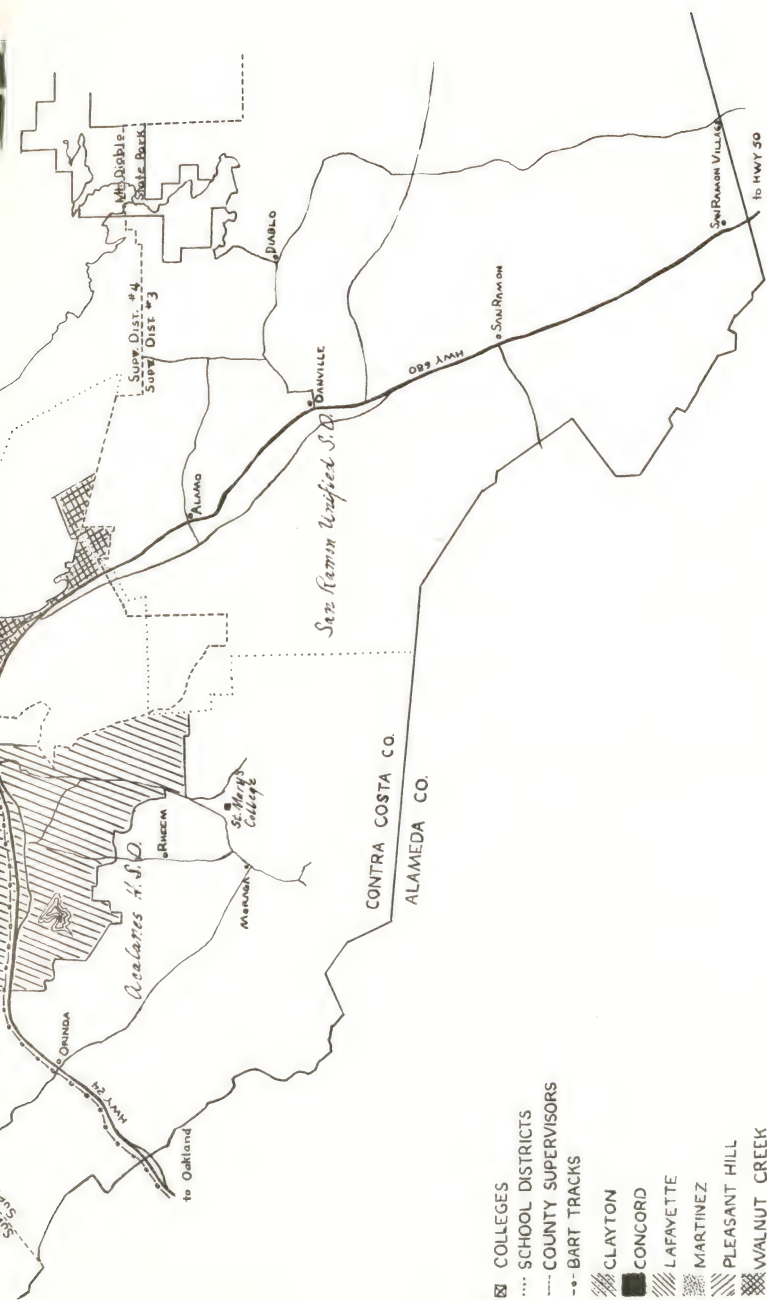 Mt. Diablo
State Park
SUPV. DIST. #4
SUPV. DIST. #3
DIABLO
DANVILLE
ALAMO
San Ramon Unified S.D.
HWY 680
SAN RAMON
SAN RAMON VILLAGE
to HWY 50
Acalanes H.S.D.
RHEEM
St. Mary's
College
MORAGA
ORINDA
HWY 24
to Oakland
CONTRA COSTA CO.
ALAMEDA CO.
COLLEGES
SCHOOL DISTRICTS
COUNTY SUPERVISORS
BART TRACKS
CLAYTON
CONCORD
LAFAYETTE
MARTINEZ
PLEASANT HILL
WALNUT CREEK